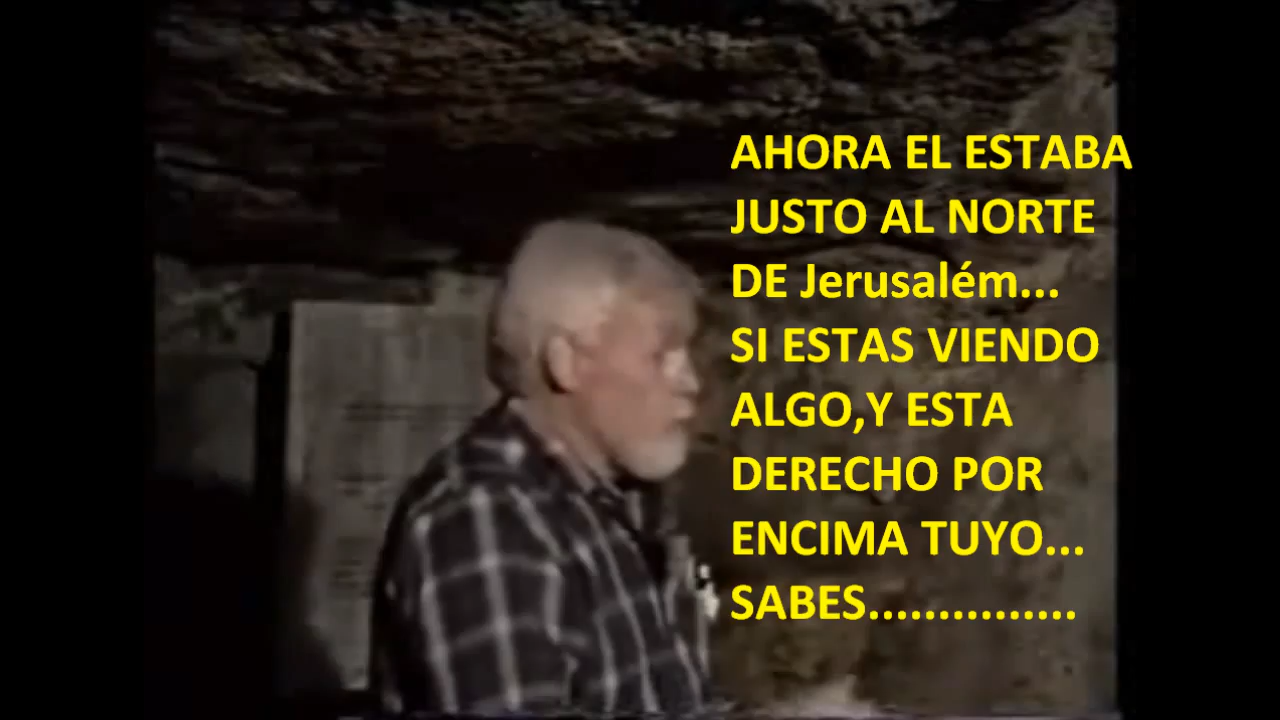 AHORA EL ESTABA
JUSTO AL NORTE
DE Jerusalém...
SI ESTAS VIENDO
ALGO,Y ESTA
DERECHO POR
ENCIMA TUYO...
SABES...............